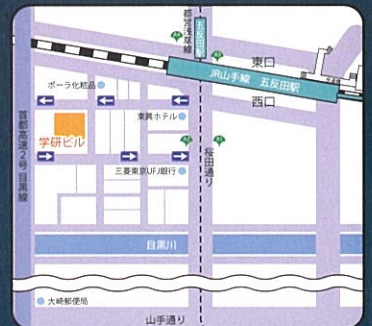 都営浅草線
五反田駅
東口
JR山手線 五反田駅
西口
ポーラ化粧品
東興ホテル
学研ビル
首都高速2号 目黒線
桜田通り
三菱東京UFJ銀行
目黒川
大崎郵便局
山手通り